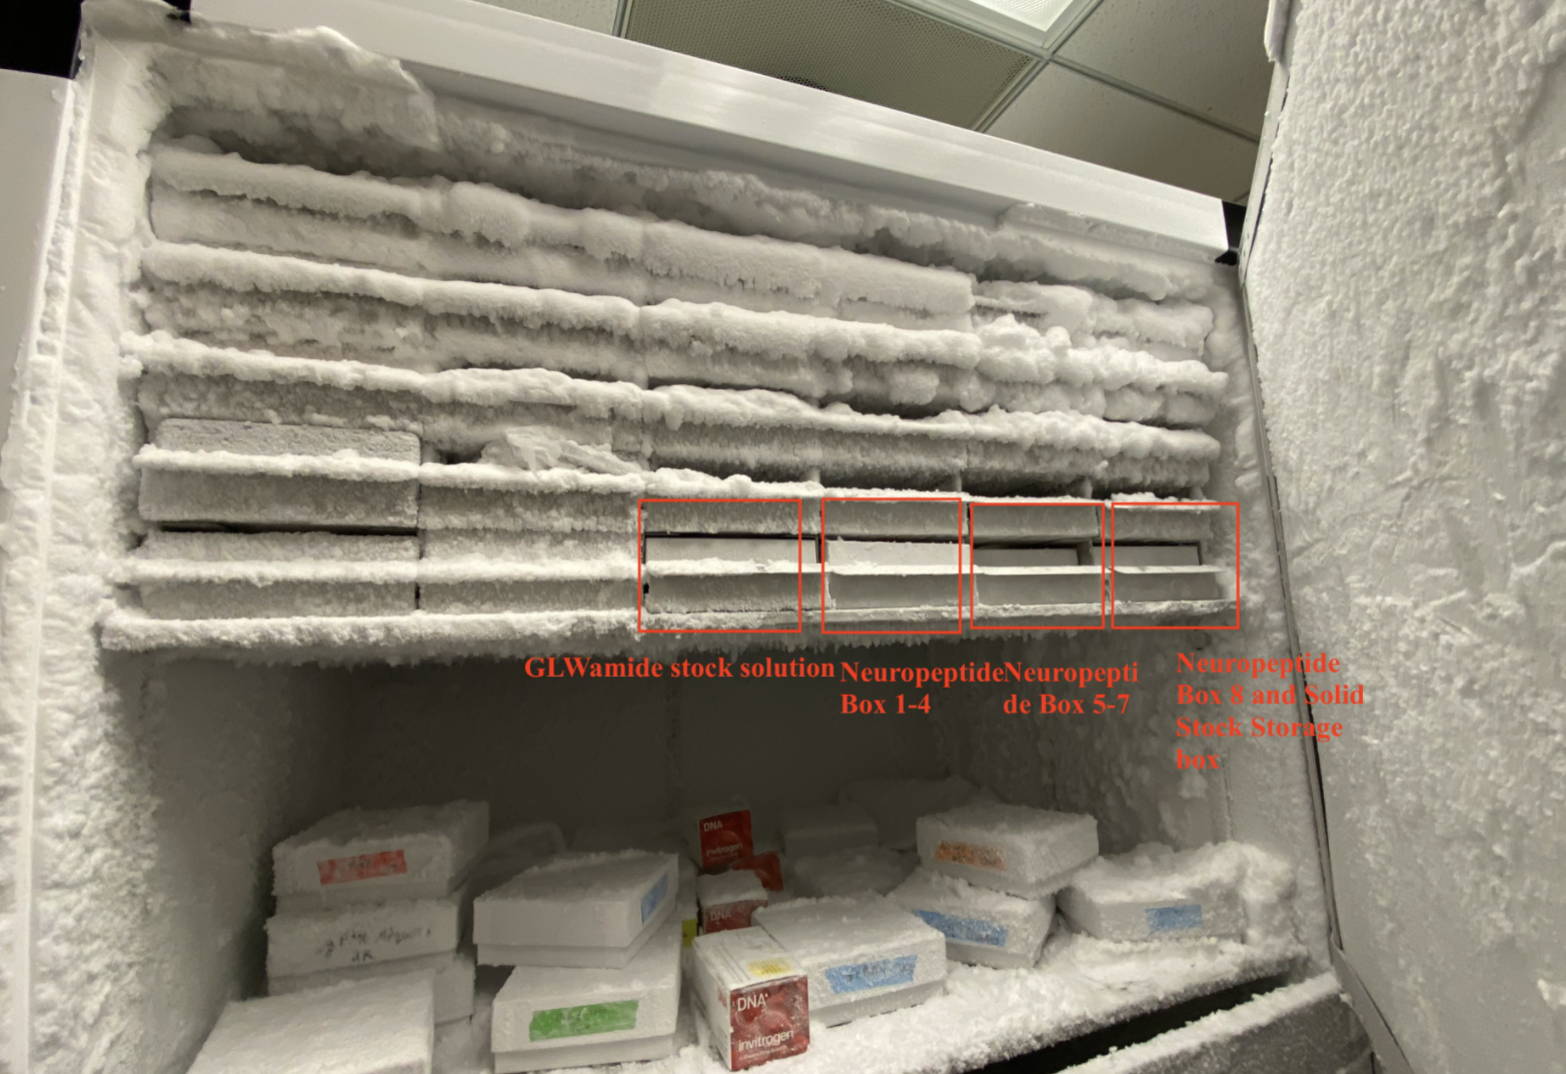 GLWamide stock solution
Neuropeptide
Box 1-4
Neuropepti
de Box 5-7
Neuropeptide
Box 8 and Solid
Stock Storage
box
DNA
invitrogen
DNA
DNA
invitrogen